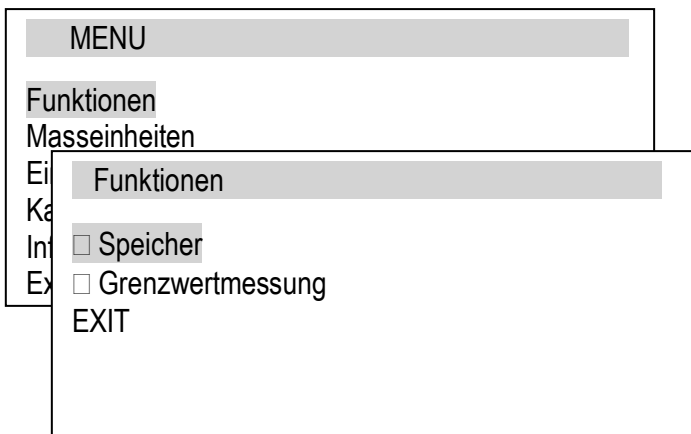 MENU
Funktionen
Masseinheiten
Funktionen
☐ Speicher
☐ Grenzwertmessung
EXIT